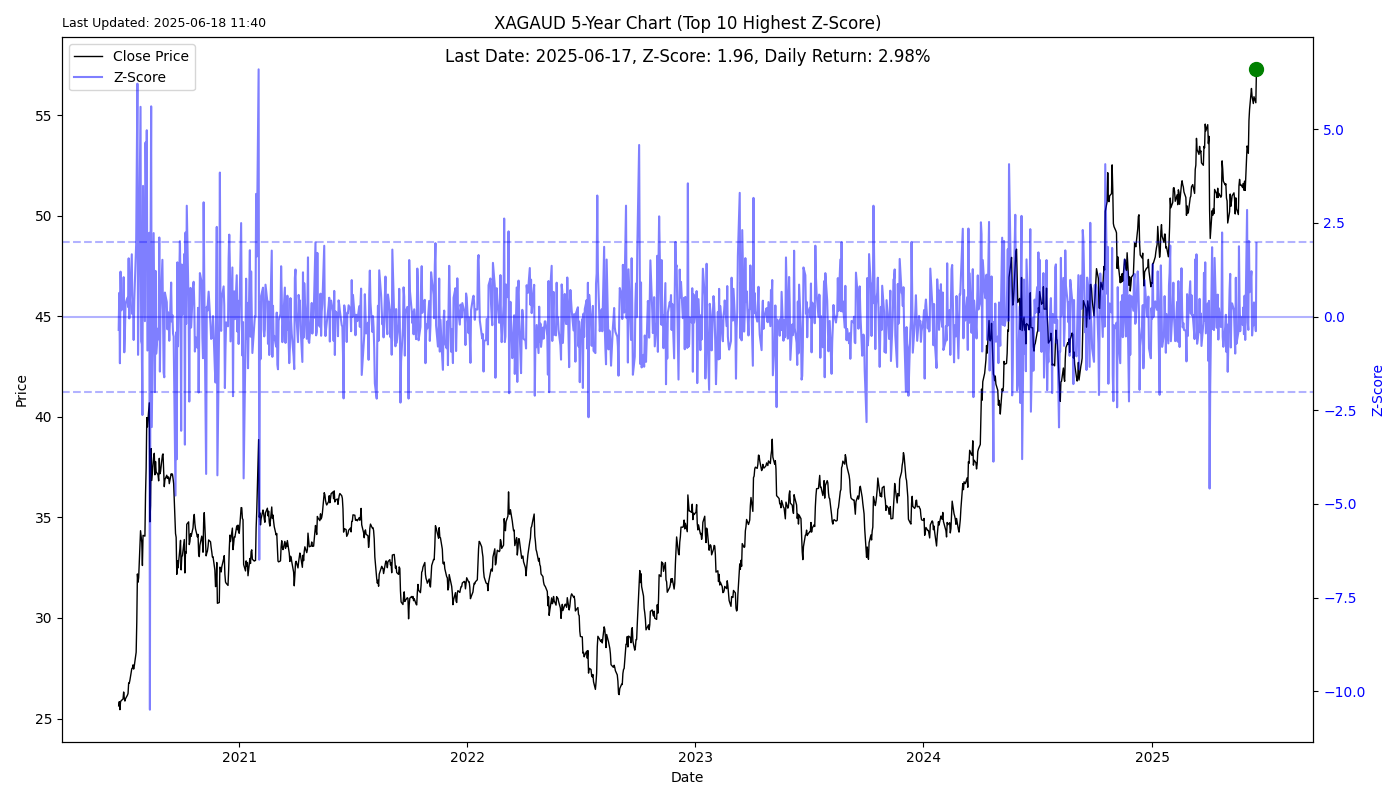 Last Updated: 2025-06-18 11:40
XAGAUD 5-Year Chart (Top 10 Highest Z-Score)
Last Date: 2025-06-17, Z-Score: 1.96, Daily Return: 2.98%
Close Price
Z-Score
Price
55
50
45
40
35
30
25
5.0
2.5
0.0
−2.5
−5.0
−7.5
−10.0
Z-Score
2021
2022
2023
2024
2025
Date